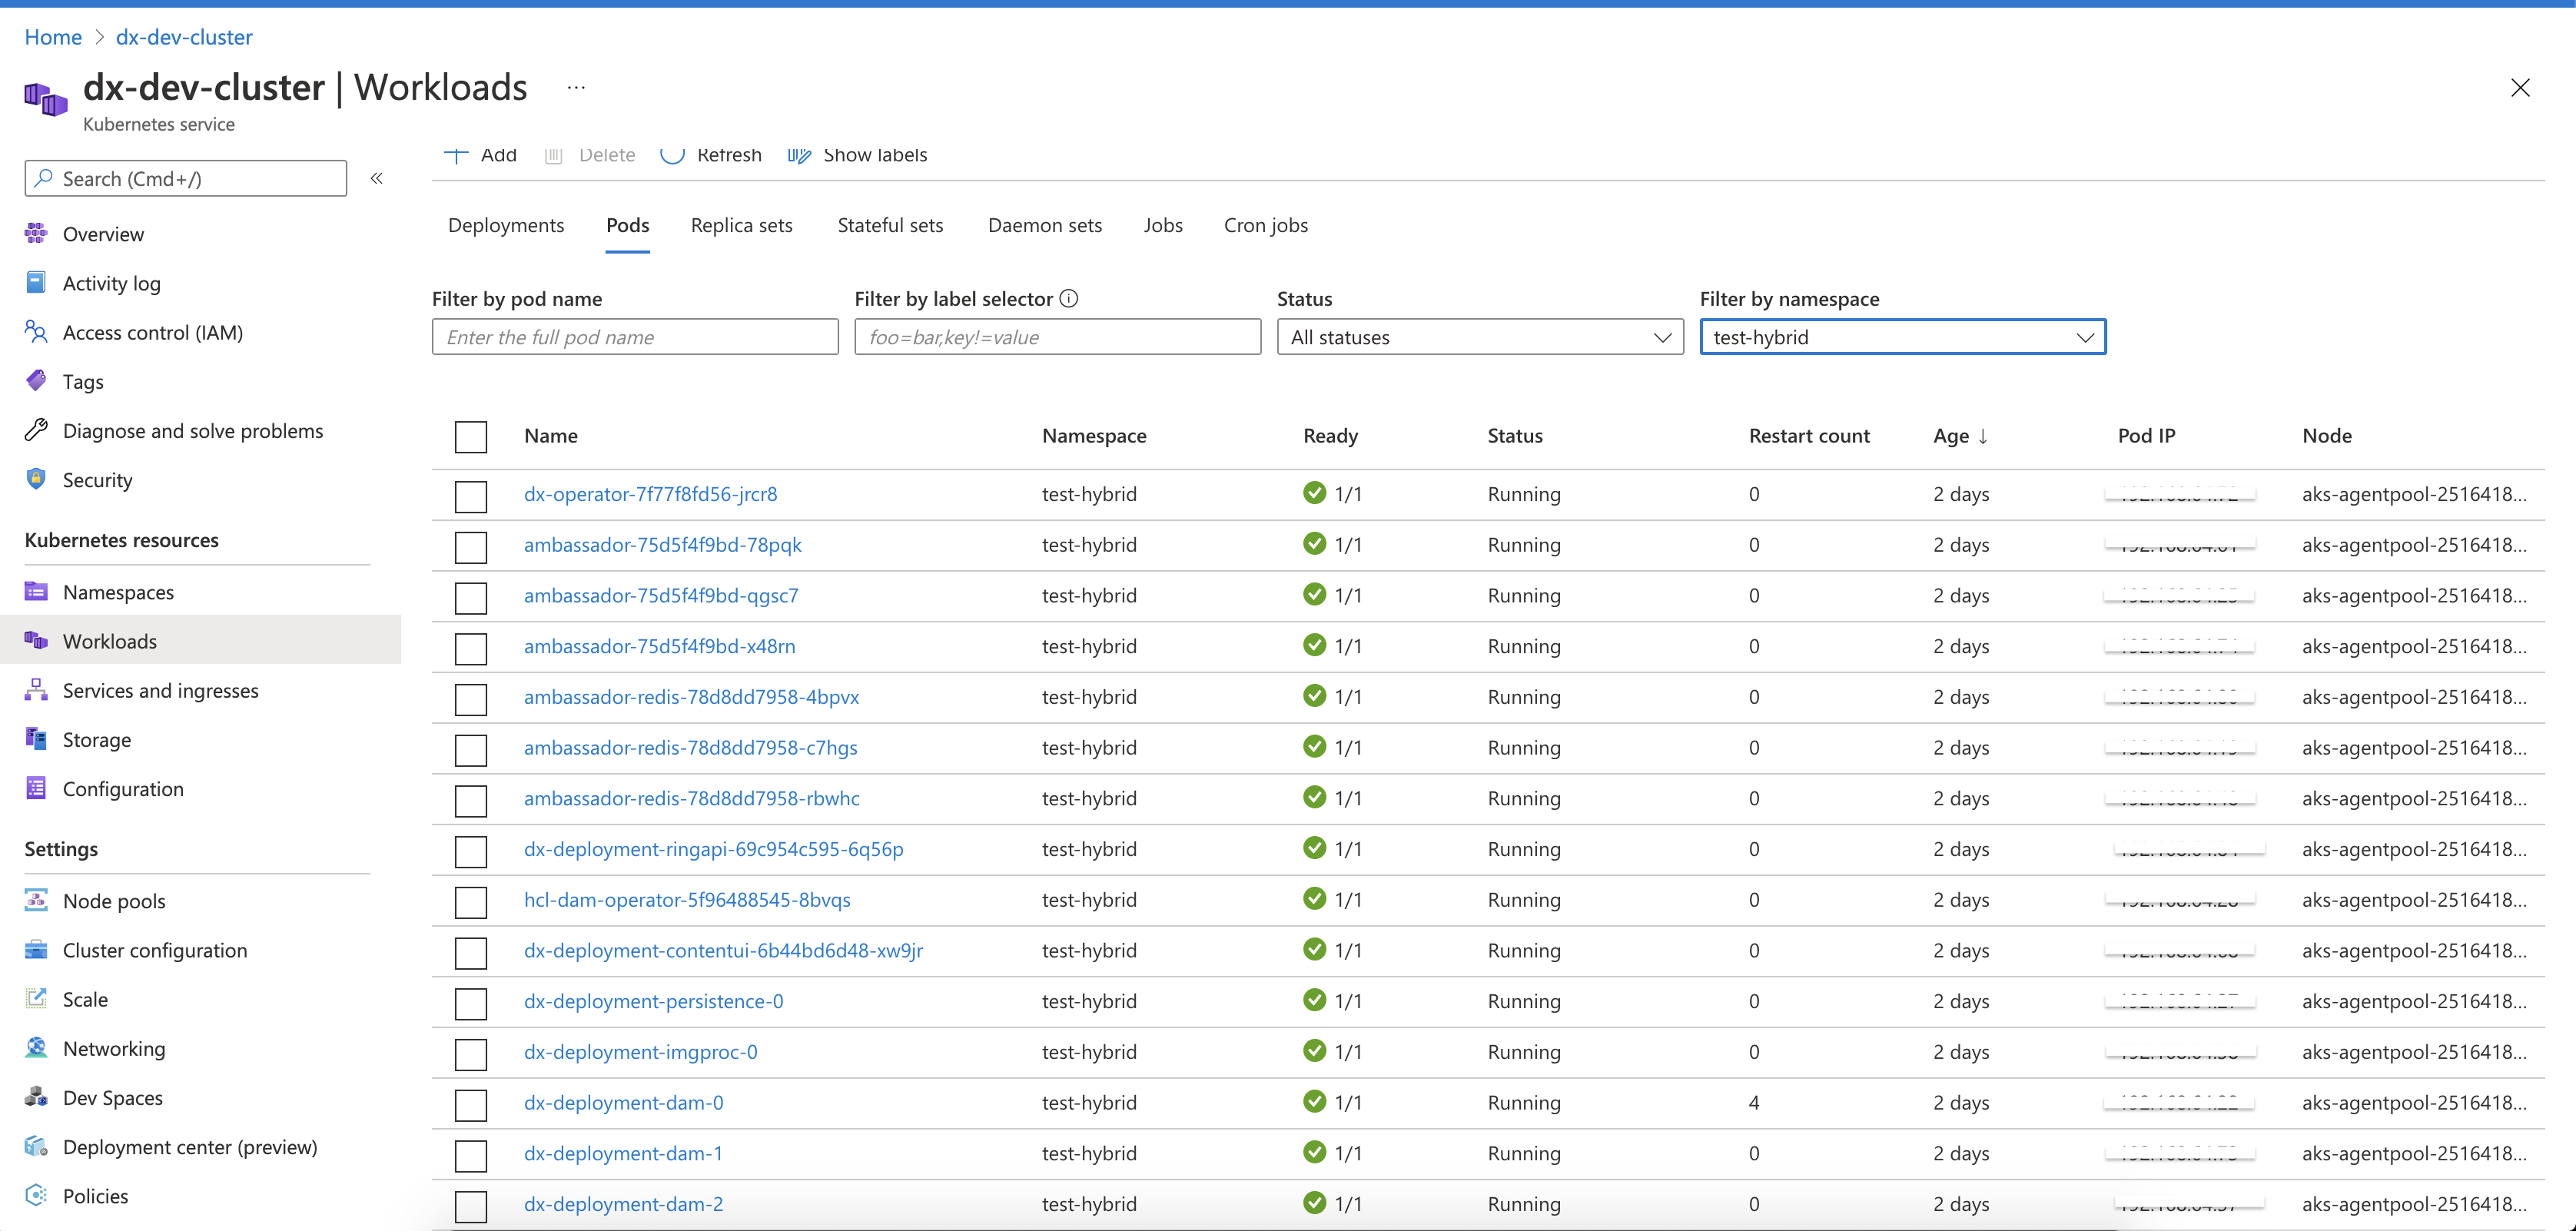 Home > dx-dev-cluster
dx-dev-cluster | Workloads ...
Kubernetes service
Search (Cmd+/)
Overview
Activity log
Access control (IAM)
Tags
Diagnose and solve problems
Security
Kubernetes resources
Namespaces
Workloads
Services and ingresses
Storage
Configuration
Settings
Node pools
Cluster configuration
Scale
Networking
Dev Spaces
Deployment center (preview)
Policies
Add Delete Refresh Show labels
Deployments Pods Replica sets Stateful sets Daemon sets Jobs Cron jobs
Filter by pod name Filter by label selector Status Filter by namespace
Enter the full pod name foo=bar,key!=value All statuses test-hybrid
Name Namespace Ready Status Restart count Age ↓ Pod IP Node
dx-operator-7f77f8fd56-jrcr8 test-hybrid 1/1 Running 0 2 days aks-agentpool-2516418...
ambassador-75d5f4f9bd-78pqk test-hybrid 1/1 Running 0 2 days aks-agentpool-2516418...
ambassador-75d5f4f9bd-qgsc7 test-hybrid 1/1 Running 0 2 days aks-agentpool-2516418...
ambassador-75d5f4f9bd-x48rn test-hybrid 1/1 Running 0 2 days aks-agentpool-2516418...
ambassador-redis-78d8dd7958-4bpvx test-hybrid 1/1 Running 0 2 days aks-agentpool-2516418...
ambassador-redis-78d8dd7958-c7hgs test-hybrid 1/1 Running 0 2 days aks-agentpool-2516418...
ambassador-redis-78d8dd7958-rbwhc test-hybrid 1/1 Running 0 2 days aks-agentpool-2516418...
dx-deployment-ringapi-69c954c595-6q56p test-hybrid 1/1 Running 0 2 days aks-agentpool-2516418...
hcl-dam-operator-5f96488545-8bvqs test-hybrid 1/1 Running 0 2 days aks-agentpool-2516418...
dx-deployment-contentui-6b44bd6d48-xw9jr test-hybrid 1/1 Running 0 2 days aks-agentpool-2516418...
dx-deployment-persistence-0 test-hybrid 1/1 Running 0 2 days aks-agentpool-2516418...
dx-deployment-imgproc-0 test-hybrid 1/1 Running 0 2 days aks-agentpool-2516418...
dx-deployment-dam-0 test-hybrid 1/1 Running 4 2 days aks-agentpool-2516418...
dx-deployment-dam-1 test-hybrid 1/1 Running 0 2 days aks-agentpool-2516418...
dx-deployment-dam-2 test-hybrid 1/1 Running 0 2 days aks-agentpool-2516418...